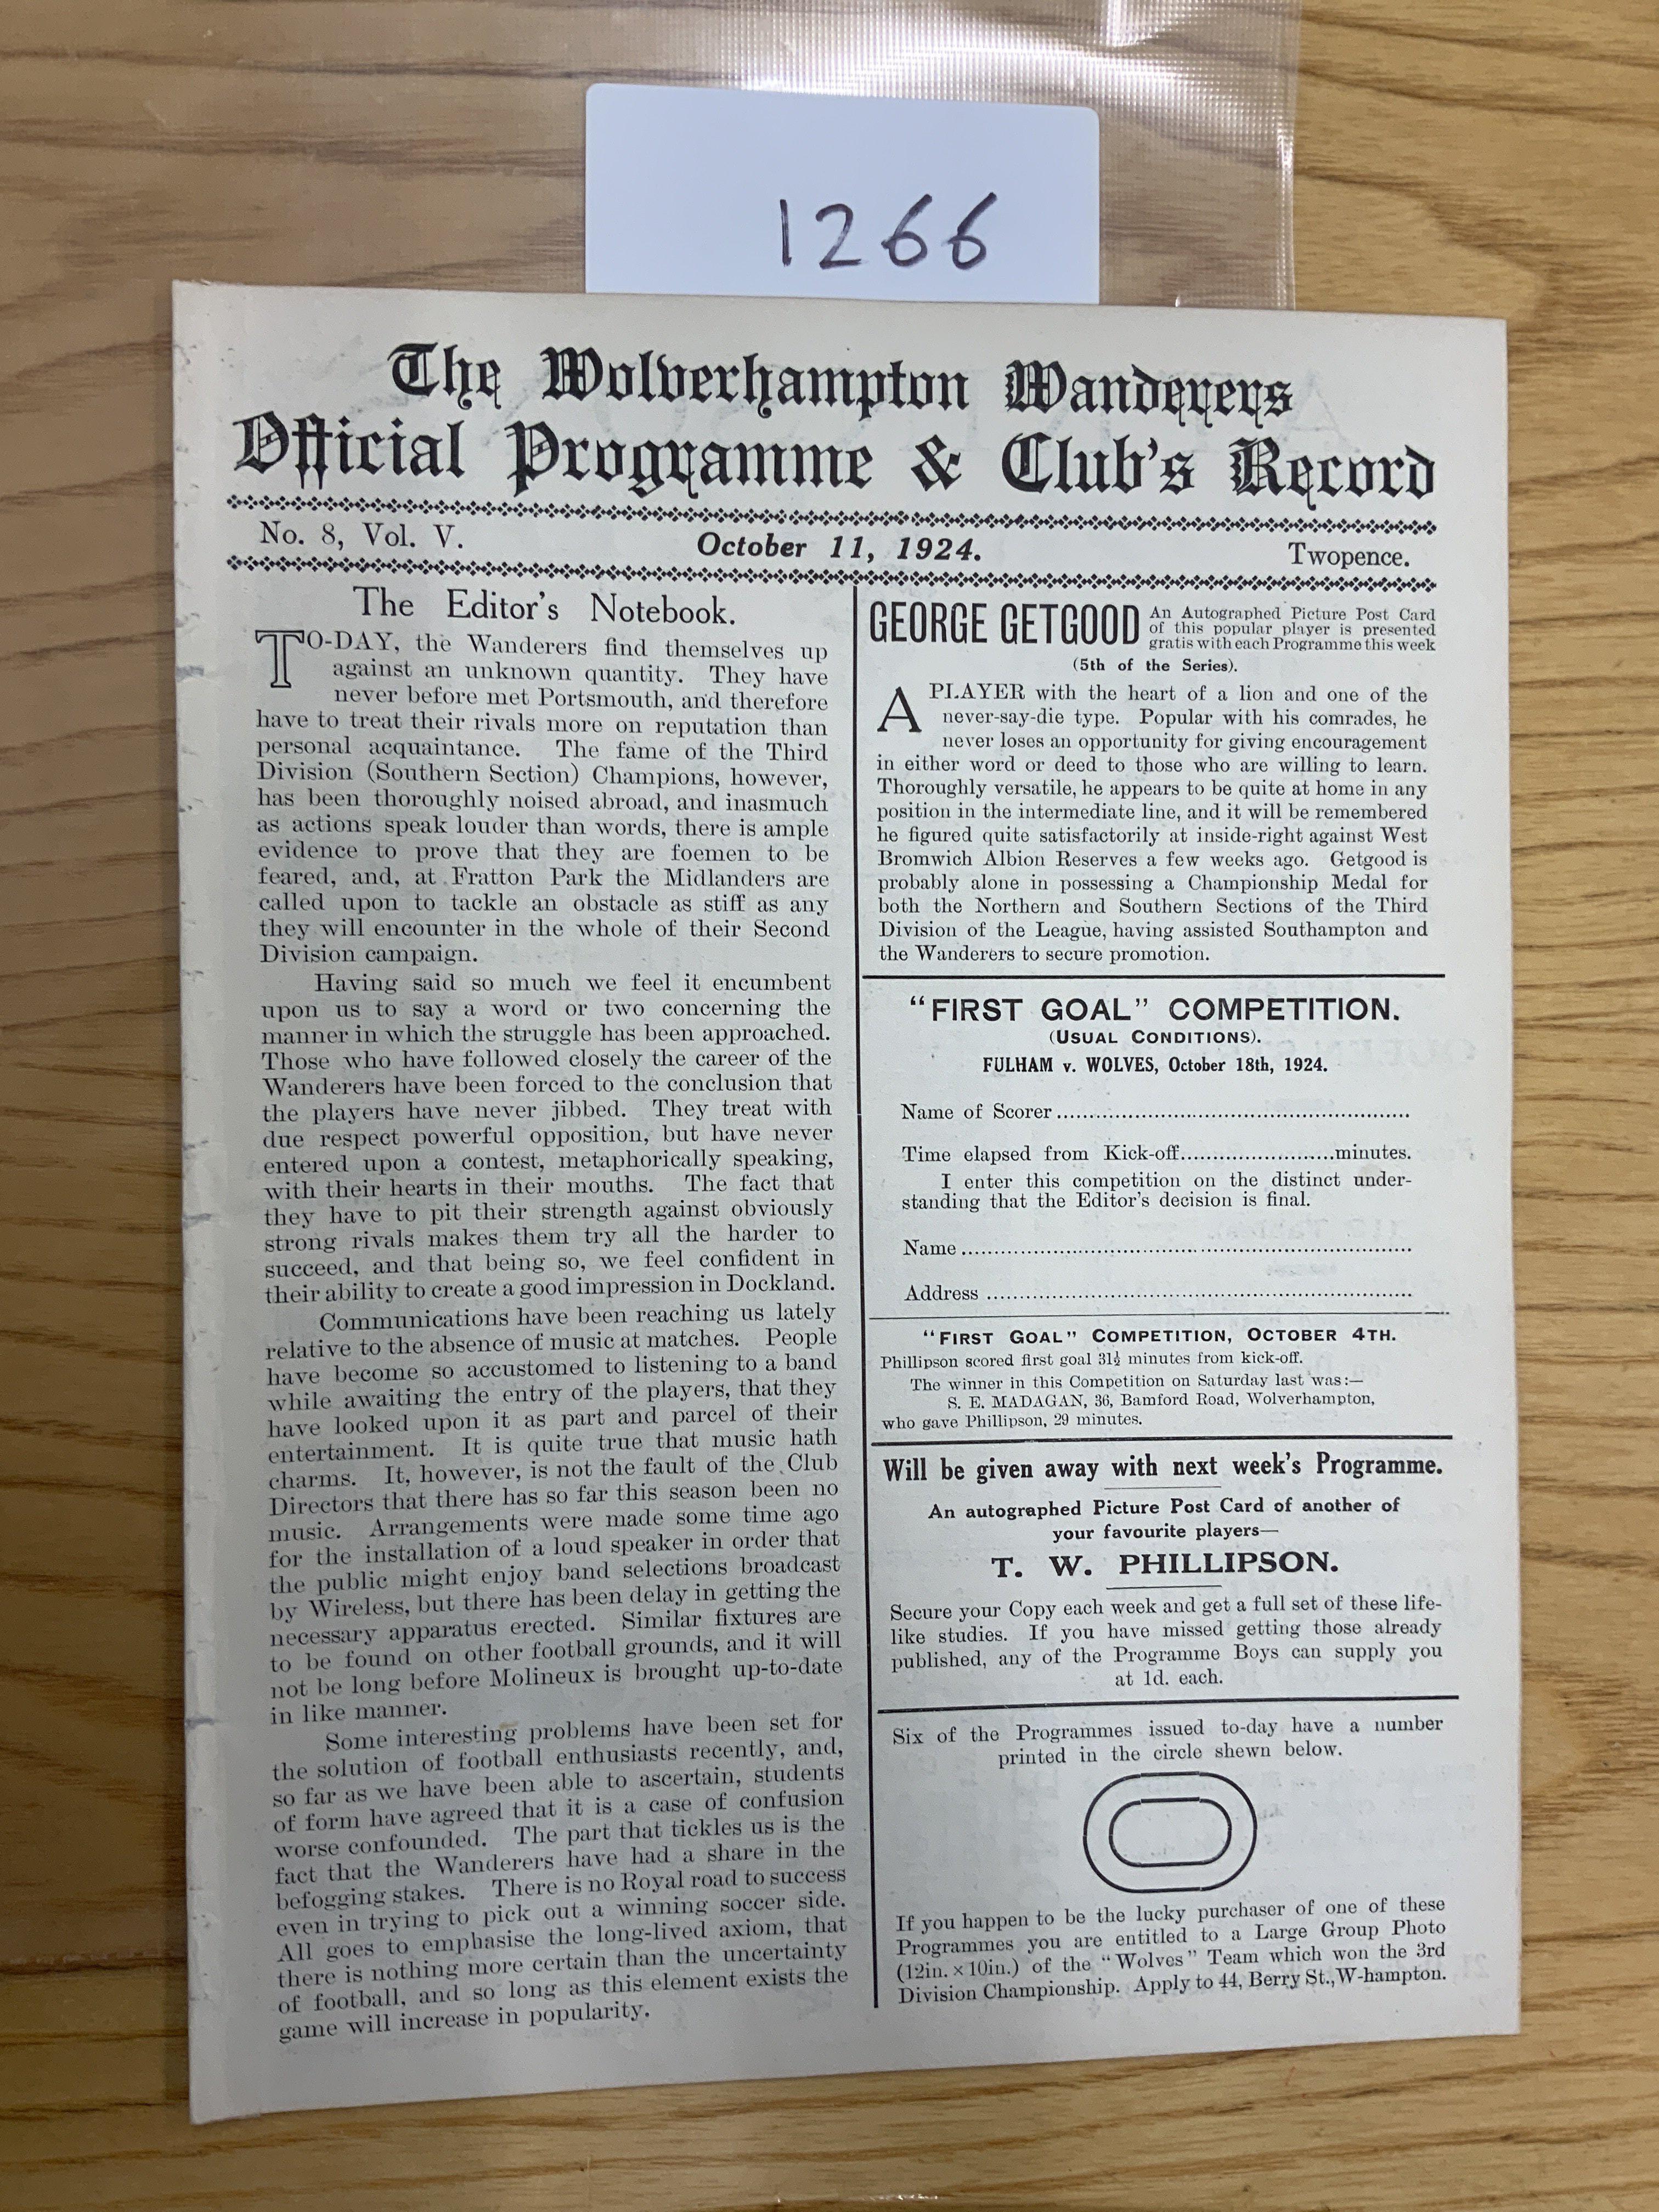 1266
The Wolverhampton Wanderers
Official Programme & Club's Record
No. 8, Vol. V.
October 11, 1924.
Twopence.
The Editor's Notebook.
TO-DAY, the Wanderers find themselves up
against an unknown quantity. They have
never before met Portsmouth, and therefore
have to treat their rivals more on reputation than
personal acquaintance. The fame of the Third
Division (Southern Section) Champions, however,
has been thoroughly noised abroad, and inasmuch
as actions speak louder than words, there is ample
evidence to prove that they are foemen to be
feared, and, at Fratton Park the Midlanders are
called upon to tackle an obstacle as stiff as any
they will encounter in the whole of their Second
Division campaign.
Having said so much we feel it encumbent
upon us to say a word or two concerning the
manner in which the struggle has been approached.
Those who have followed closely the career of the
Wanderers have been forced to the conclusion that
the players have never jibbed. They treat with
due respect powerful opposition, but have never
entered upon a contest, metaphorically speaking,
with their hearts in their mouths. The fact that
they have to pit their strength against obviously
strong rivals makes them try all the harder to
succeed, and that being so, we feel confident in
their ability to create a good impression in Dockland.
Communications have been reaching us lately
relative to the absence of music at matches. People
have become so accustomed to listening to a band
while awaiting the entry of the players, that they
have looked upon it as part and parcel of their
entertainment. It is quite true that music hath
charms. It, however, is not the fault of the Club
Directors that there has so far this season been no
music. Arrangements were made some time ago
for the installation of a loud speaker in order that
the public might enjoy band selections broadcast
by Wireless, but there has been delay in getting the
necessary apparatus erected. Similar fixtures are
to be found on other football grounds, and it will
not be long before Molineux is brought up-to-date
in like manner.
Some interesting problems have been set for
the solution of football enthusiasts recently, and,
so far as we have been able to ascertain, students
of form have agreed that it is a case of confusion
worse confounded. The part that tickles us is the
fact that the Wanderers have had a share in the
befogging stakes. There is no Royal road to success
even in trying to pick out a winning soccer side.
All goes to emphasise the long-lived axiom, that
there is nothing more certain than the uncertainty
of football, and so long as this element exists the
game will increase in popularity.
GEORGE GETGOOD
An Autographed Picture Post Card
of this popular player is presented
gratis with each Programme this week
(5th of the Series).
A PLAYER with the heart of a lion and one of the
never-say-die type. Popular with his comrades, he
never loses an opportunity for giving encouragement
in either word or deed to those who are willing to learn.
Thoroughly versatile, he appears to be quite at home in any
position in the intermediate line, and it will be remembered
he figured quite satisfactorily at inside-right against West
Bromwich Albion Reserves a few weeks ago. Getgood is
probably alone in possessing a Championship Medal for
both the Northern and Southern Sections of the Third
Division of the League, having assisted Southampton and
the Wanderers to secure promotion.
"FIRST GOAL" COMPETITION.
(USUAL CONDITIONS).
FULHAM v. WOLVES, October 18th, 1924.
Name of Scorer ..........
Time elapsed from Kick-off..........minutes.
I enter this competition on the distinct under-
standing that the Editor's decision is final.
Name ..........
Address ..........
"FIRST GOAL" COMPETITION, OCTOBER 4TH.
Phillipson scored first goal 31½ minutes from kick-off.
The winner in this Competition on Saturday last was:—
S. E. MADAGAN, 36, Bamford Road, Wolverhampton,
who gave Phillipson, 29 minutes.
Will be given away with next week's Programme.
An autographed Picture Post Card of another of
your favourite players—
T. W. PHILLIPSON.
Secure your Copy each week and get a full set of these life-
like studies. If you have missed getting those already
published, any of the Programme Boys can supply you
at 1d. each.
Six of the Programmes issued to-day have a number
printed in the circle shewn below.
If you happen to be the lucky purchaser of one of these
Programmes you are entitled to a Large Group Photo
(12in. × 10in.) of the "Wolves" Team which won the 3rd
Division Championship. Apply to 44, Berry St., W-hampton.